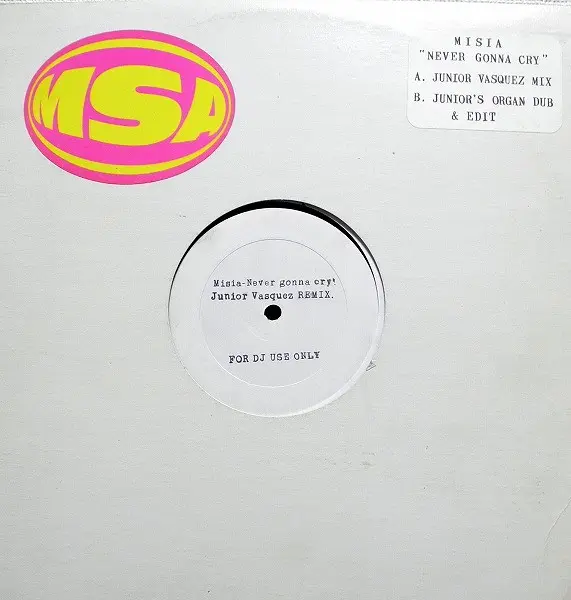 MSA
MISIA
"NEVER GONNA CRY"
A. JUNIOR VASQUEZ MIX
B. JUNIOR'S ORGAN DUB
& EDIT
Misia-Never gonna cry!
Junior Vasquez REMIX.
FOR DJ USE ONLY